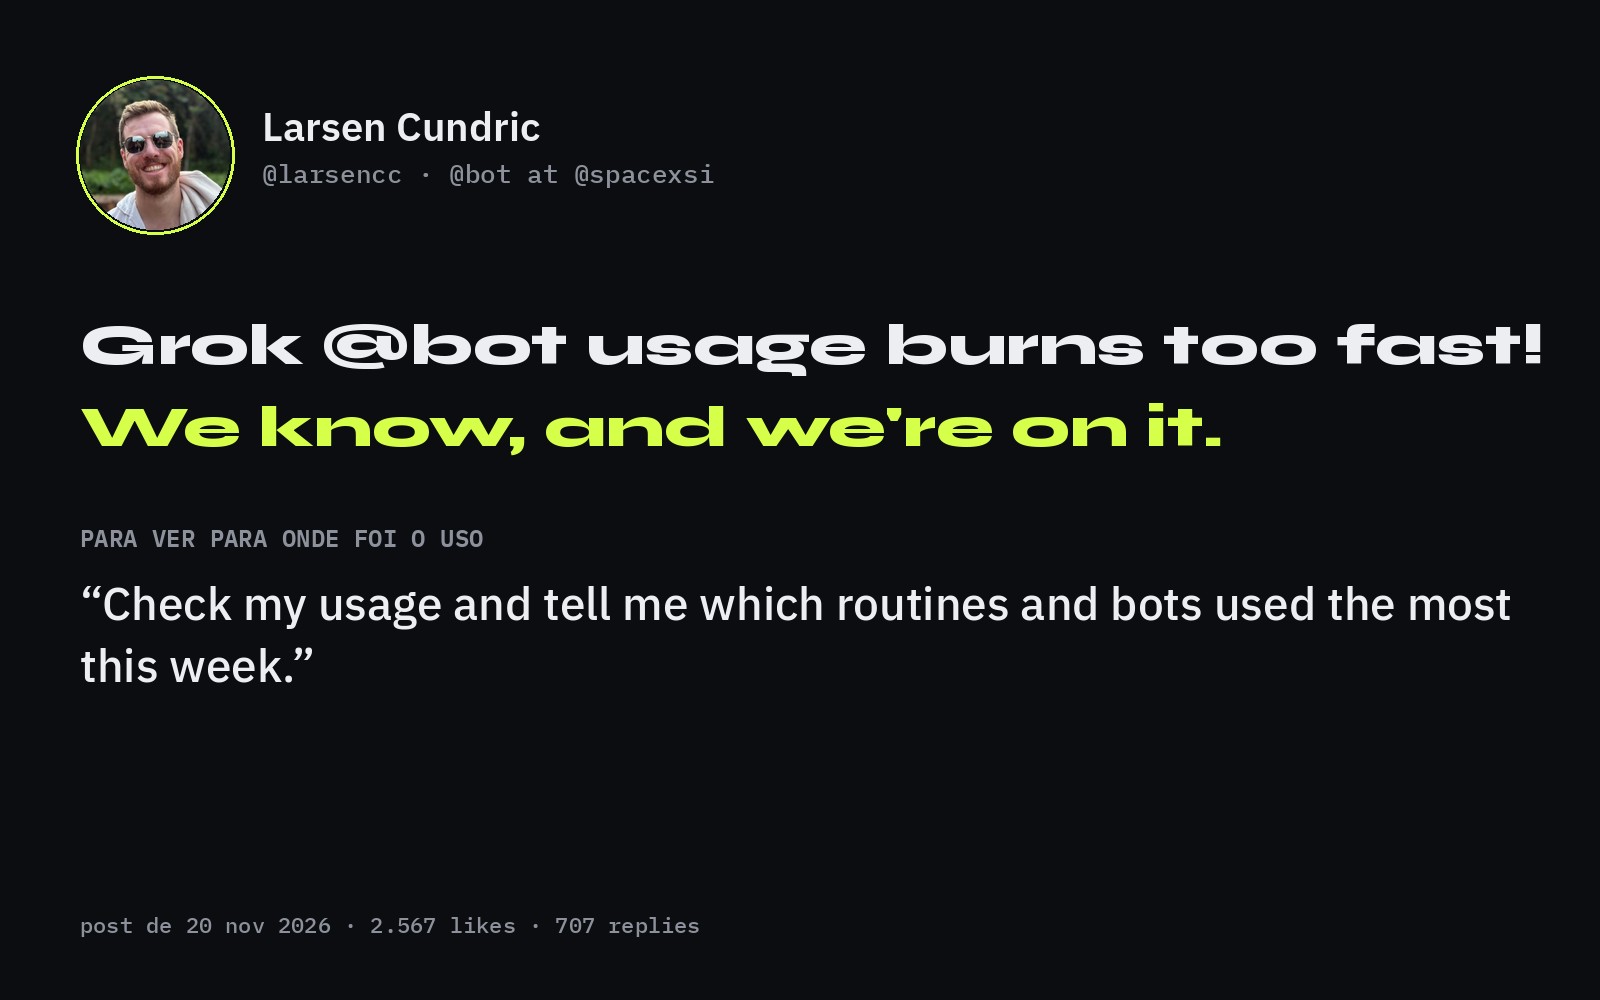 Larsen Cundric
@larsencc · @bot at @spacexsi
Grok @bot usage burns too fast!
We know, and we're on it.
PARA VER PARA ONDE FOI O USO
“Check my usage and tell me which routines and bots used the most
this week.”
post de 20 nov 2026 · 2.567 likes · 707 replies